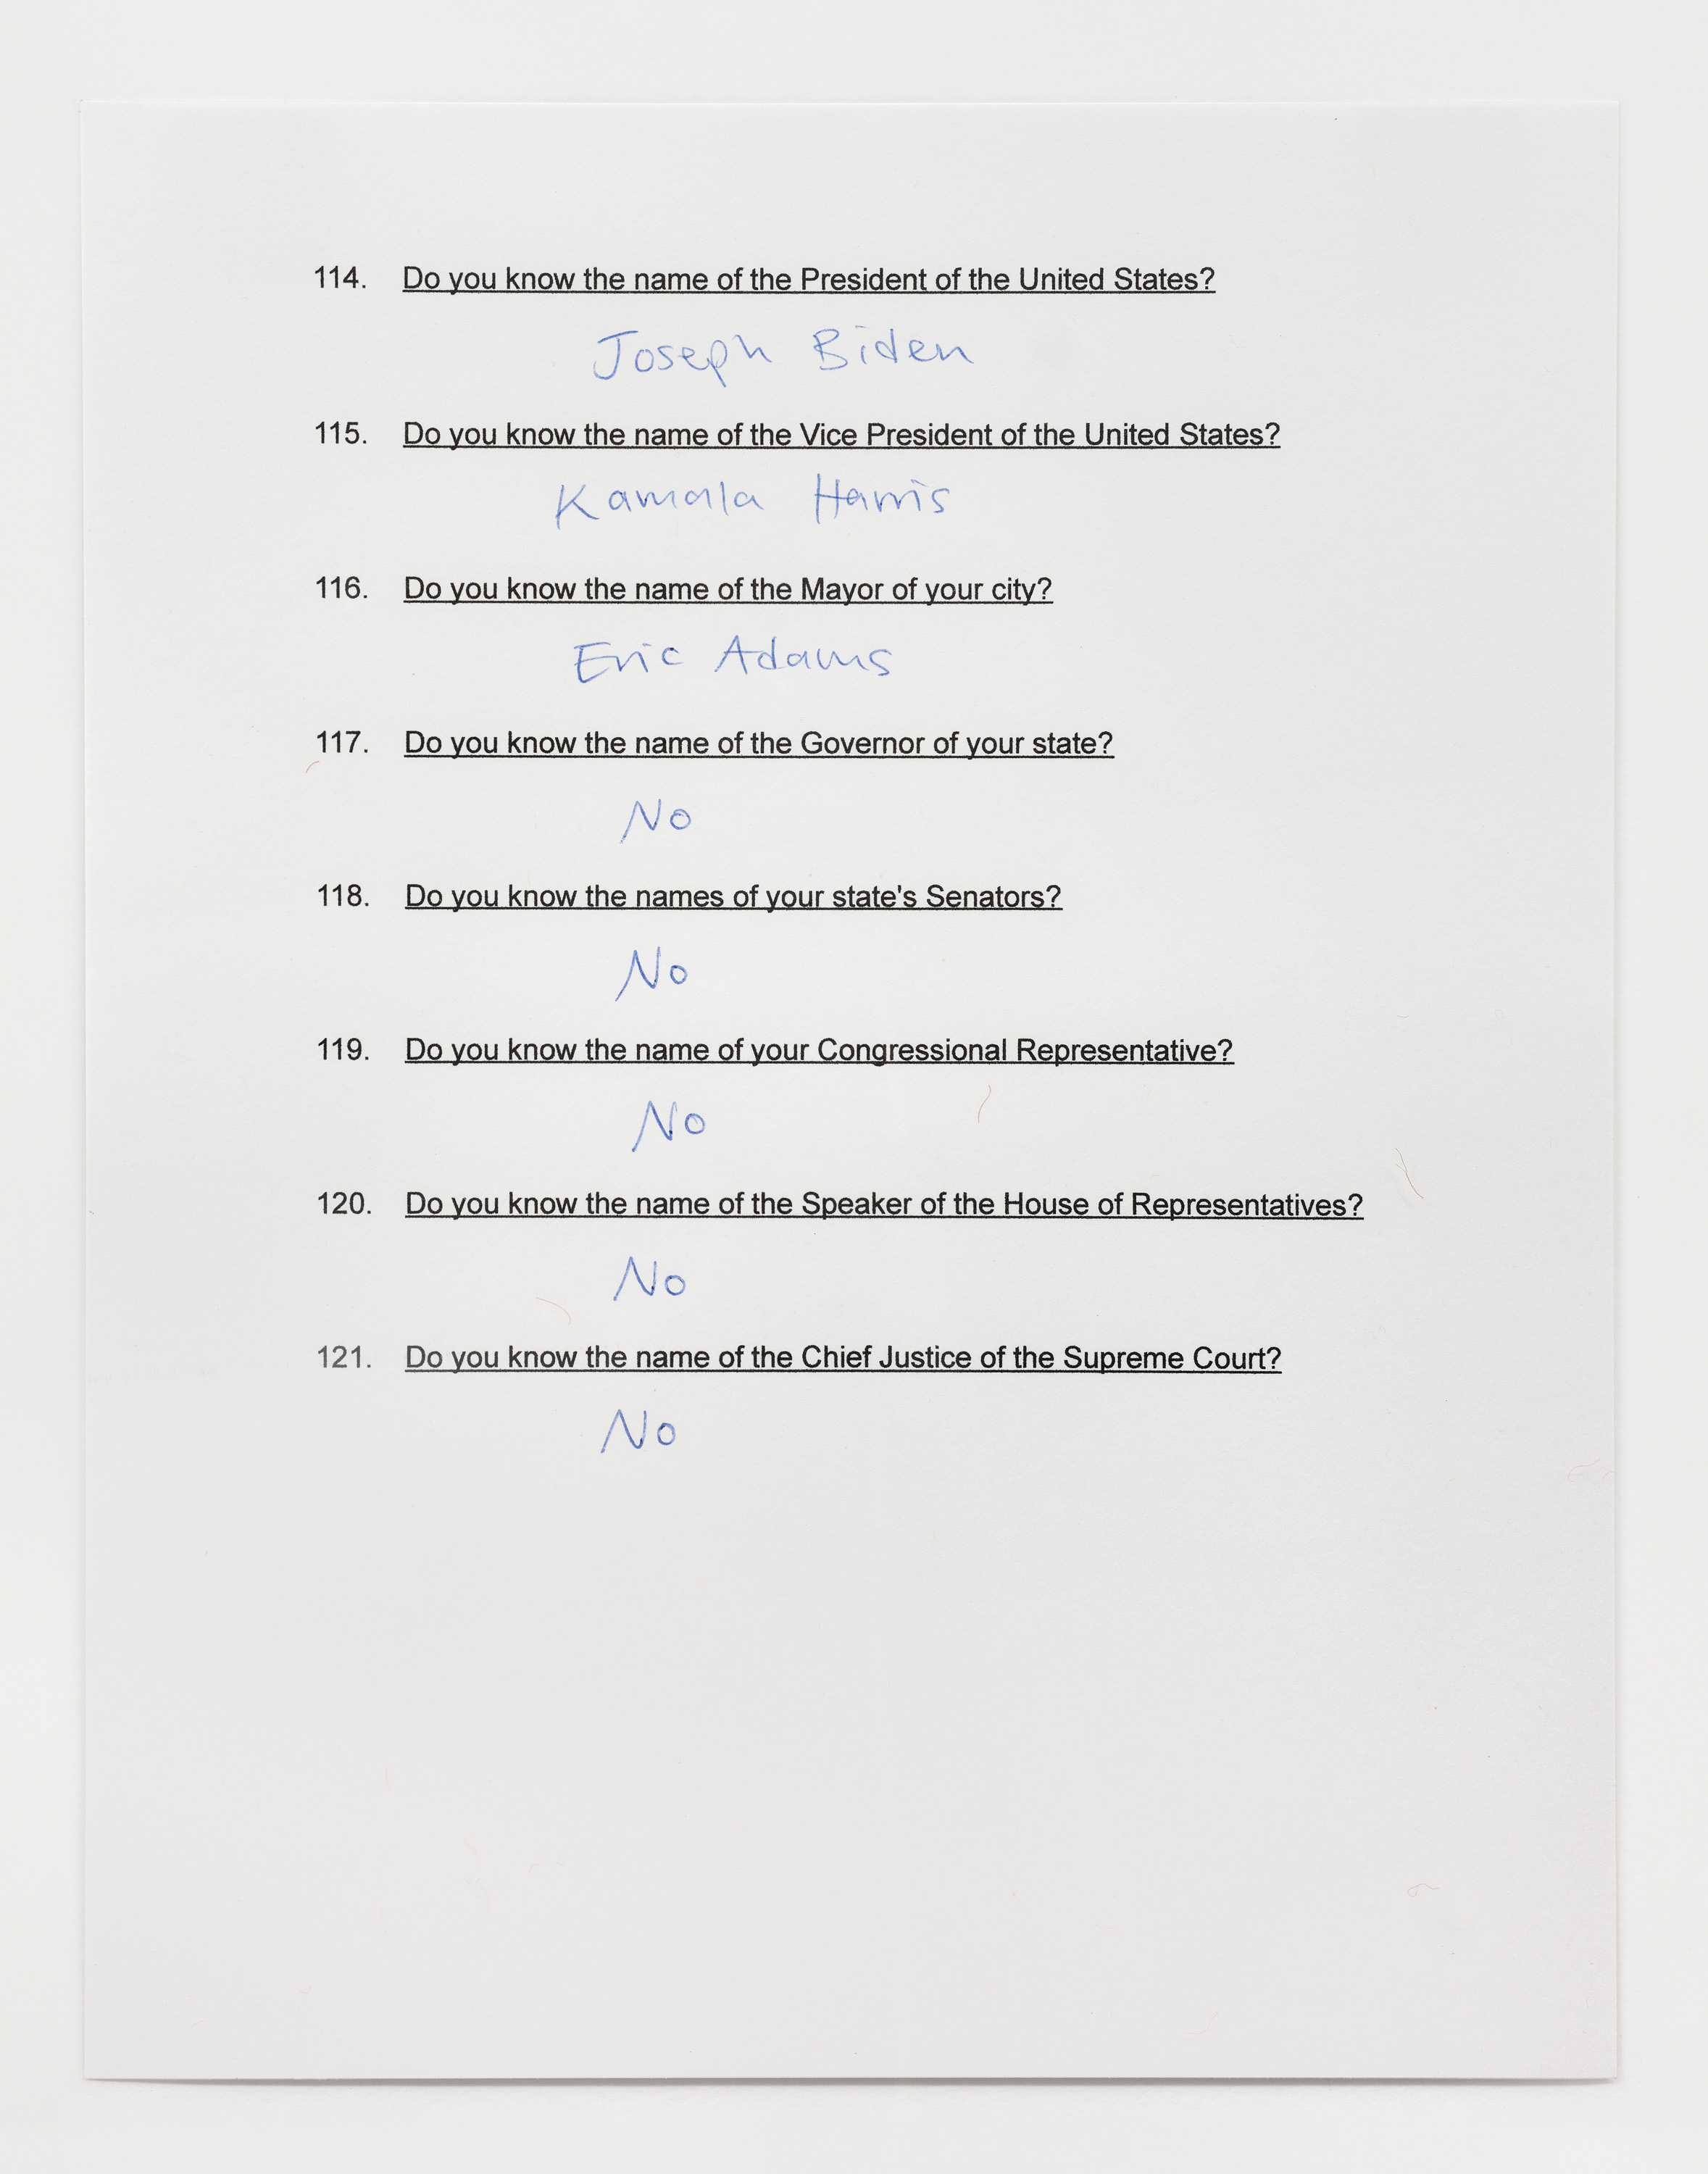 114. Do you know the name of the President of the United States?
Joseph Biden
115. Do you know the name of the Vice President of the United States?
Kamala Harris
116. Do you know the name of the Mayor of your city?
Eric Adams
117. Do you know the name of the Governor of your state?
No
118. Do you know the names of your state's Senators?
No
119. Do you know the name of your Congressional Representative?
No
120. Do you know the name of the Speaker of the House of Representatives?
No
121. Do you know the name of the Chief Justice of the Supreme Court?
No